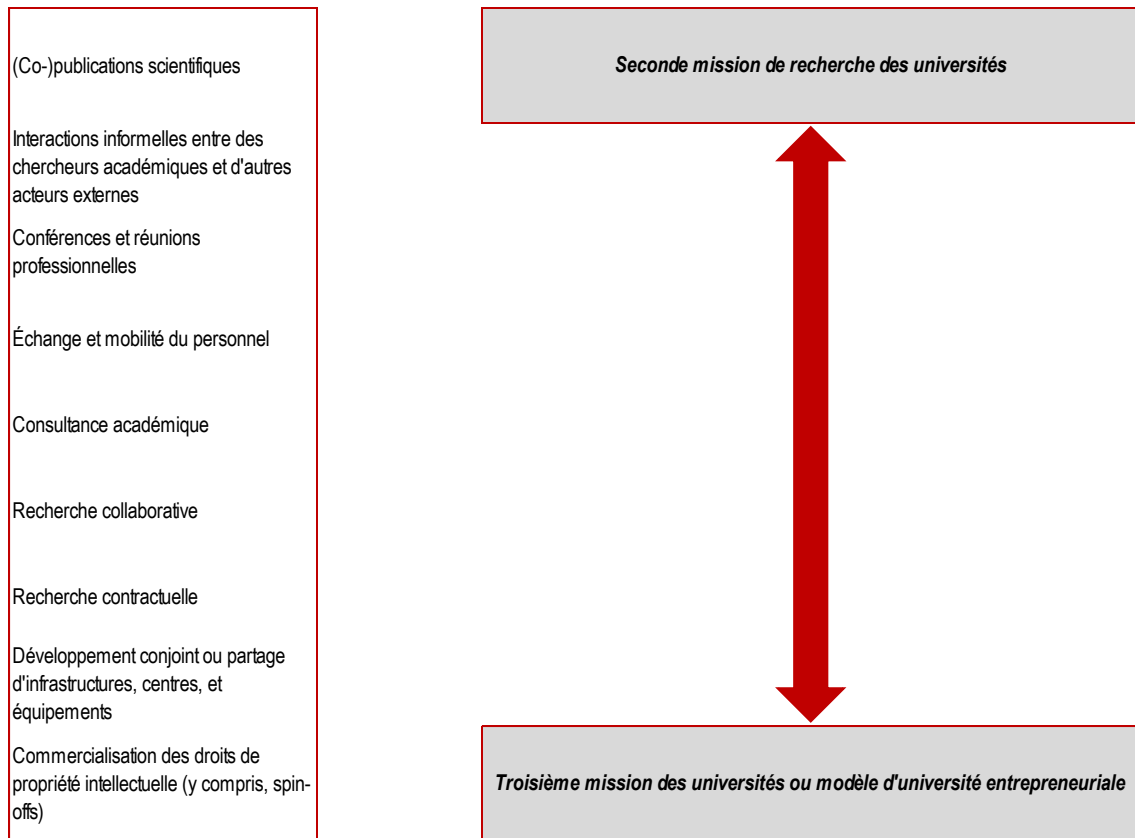 (Co-)publications scientifiques
Seconde mission de recherche des universités
Interactions informelles entre des
chercheurs académiques et d'autres
acteurs externes
Conférences et réunions
professionnelles
Échange et mobilité du personnel
Consultance académique
Recherche collaborative
Recherche contractuelle
Développement conjoint ou partage
d'infrastructures, centres, et
équipements
Commercialisation des droits de
propriété intellectuelle (y compris, spin-
offs)
Troisième mission des universités ou modèle d'université entrepreneuriale